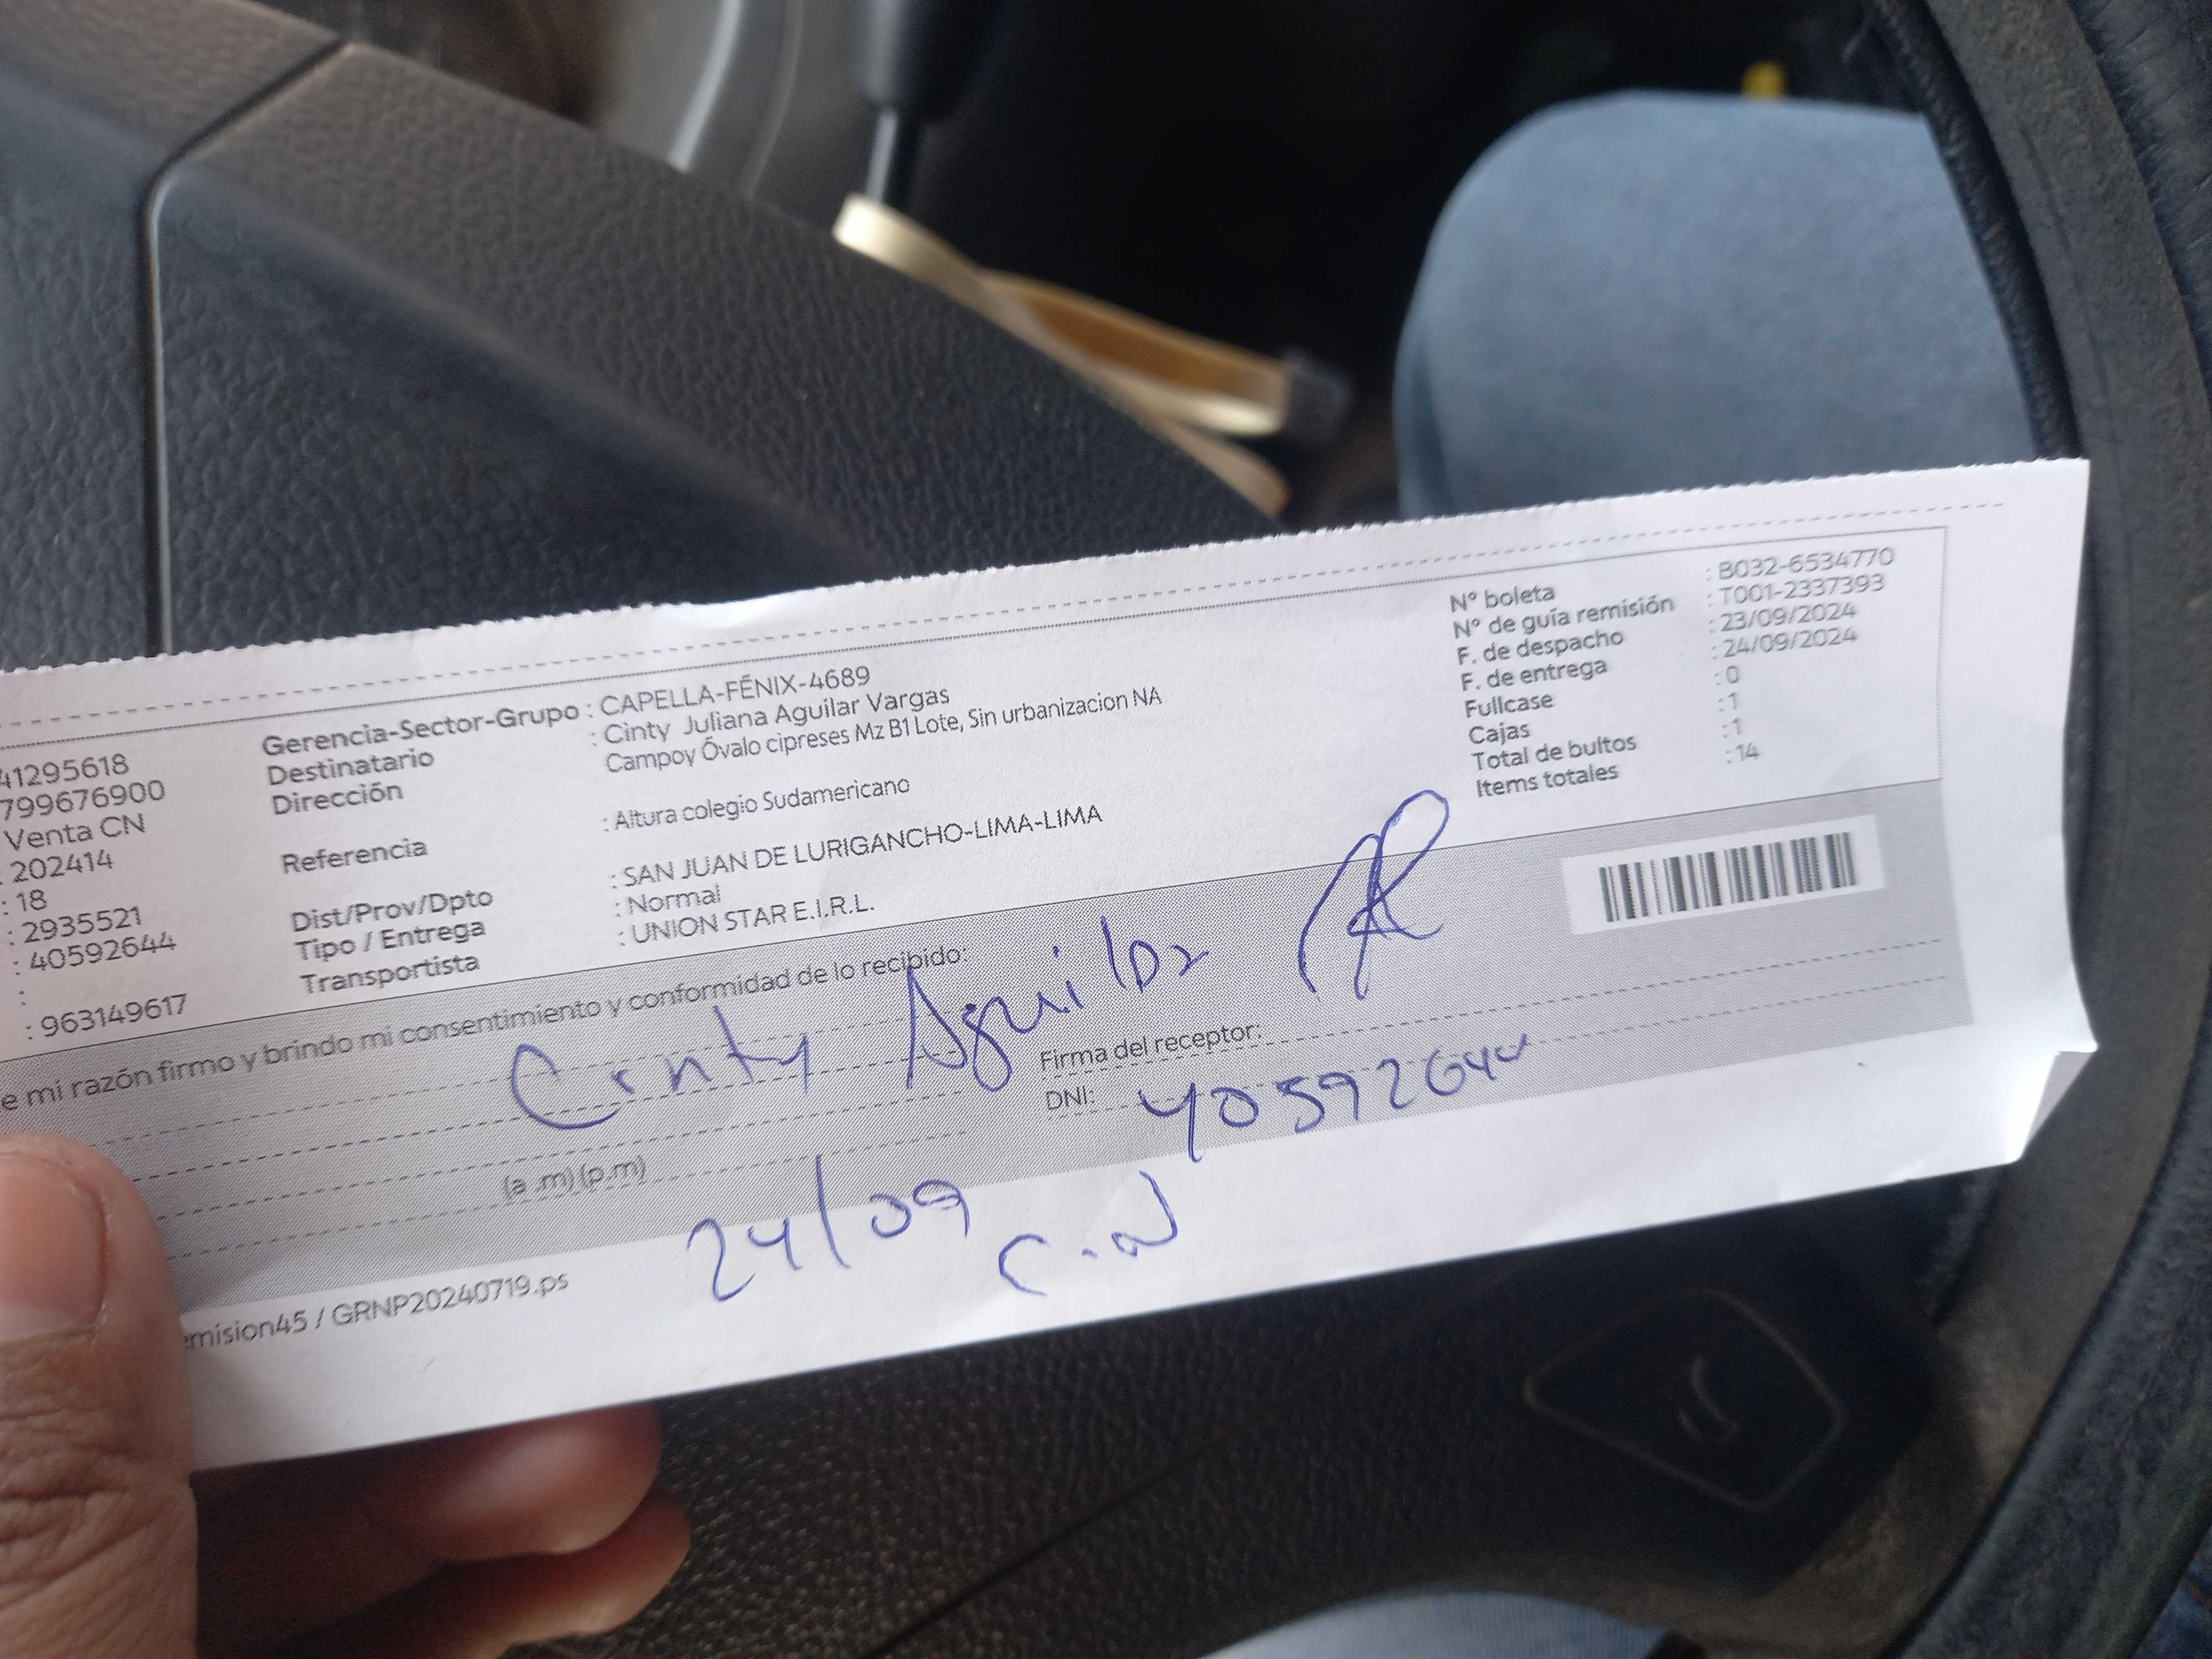 41295618
799676900
Venta CN
: 202414
: 18
: 2935521
: 40592644
:
: 963149617
Gerencia-Sector-Grupo : CAPELLA-FÉNIX-4689
Destinatario : Cinty Juliana Aguilar Vargas
Dirección Campoy Óvalo cipreses Mz B1 Lote, Sin urbanizacion NA
Referencia : Altura colegio Sudamericano
Dist/Prov/Dpto : SAN JUAN DE LURIGANCHO-LIMA-LIMA
Tipo / Entrega : Normal
Transportista : UNION STAR E.I.R.L.
N° boleta : B032-6534770
N° de guía remisión : T001-2337393
F. de despacho : 23/09/2024
F. de entrega : 24/09/2024
Fullcase : 0
Cajas : 1
Total de bultos : 1
Items totales : 14
e mi razón firmo y brindo mi consentimiento y conformidad de lo recibido:
Cinty Aguilar
Firma del receptor:
DNI: 40592644
(a .m) (p.m)
24/09
misión45 / GRNP20240719.ps